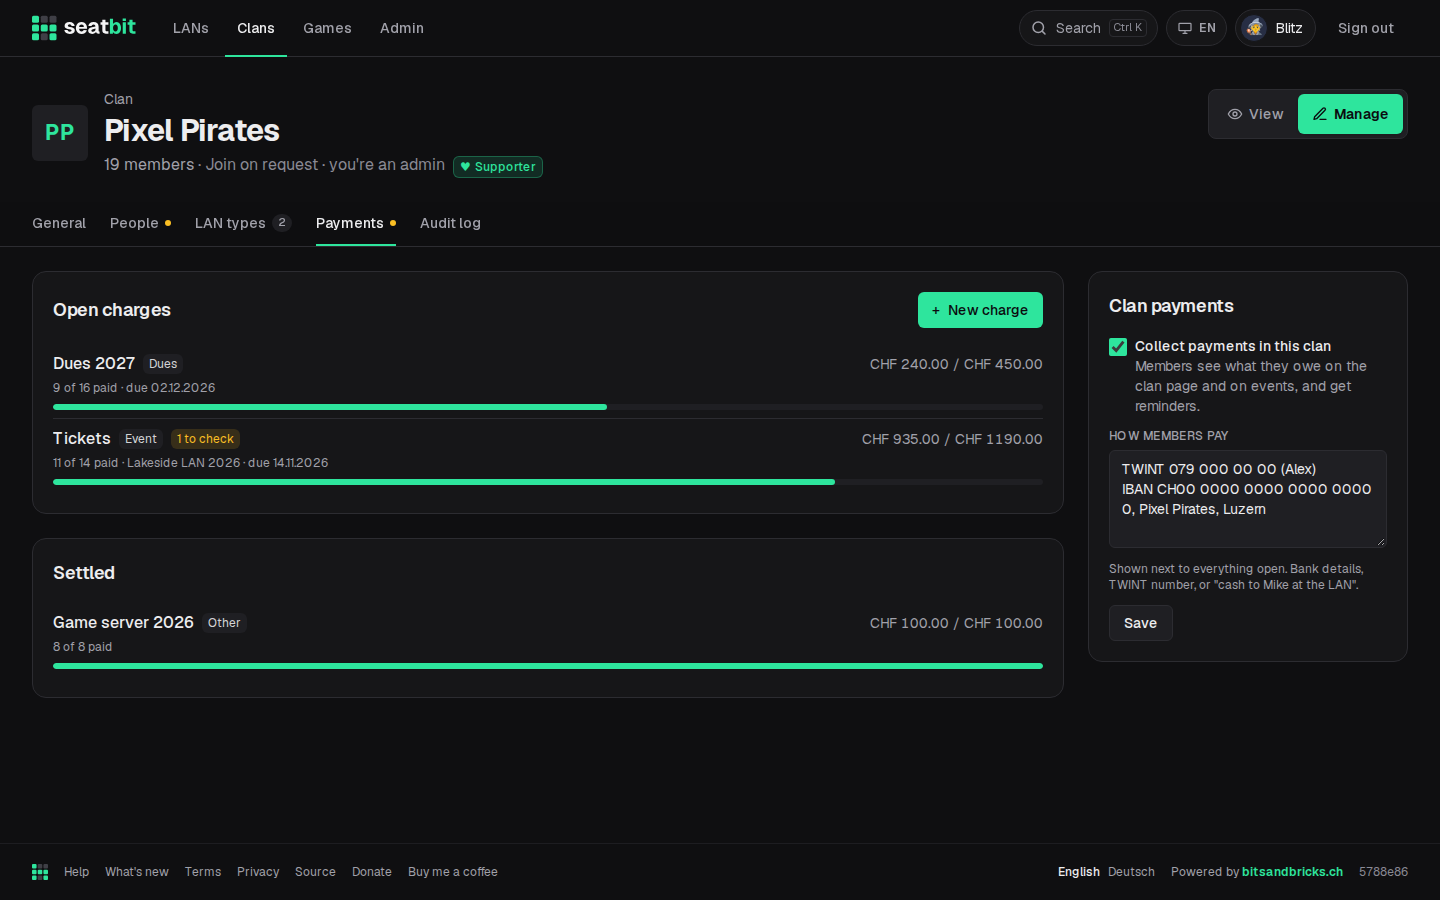 seatbit LANs Clans Games Admin Search Ctrl K EN Blitz Sign out
Clan
PP Pixel Pirates
19 members · Join on request · you're an admin ♥ Supporter
View Manage
General People LAN types 2 Payments Audit log
Open charges
+ New charge
Dues 2027 Dues CHF 240.00 / CHF 450.00
9 of 16 paid · due 02.12.2026
Tickets Event 1 to check CHF 935.00 / CHF 1190.00
11 of 14 paid · Lakeside LAN 2026 · due 14.11.2026
Settled
Game server 2026 Other CHF 100.00 / CHF 100.00
8 of 8 paid
Clan payments
Collect payments in this clan
Members see what they owe on the
clan page and on events, and get
reminders.
HOW MEMBERS PAY
TWINT 079 000 00 00 (Alex)
IBAN CH00 0000 0000 0000 0000
0, Pixel Pirates, Luzern
Shown next to everything open. Bank details,
TWINT number, or "cash to Mike at the LAN".
Save
Help What's new Terms Privacy Source Donate Buy me a coffee English Deutsch Powered by bitsandbricks.ch 5788e86